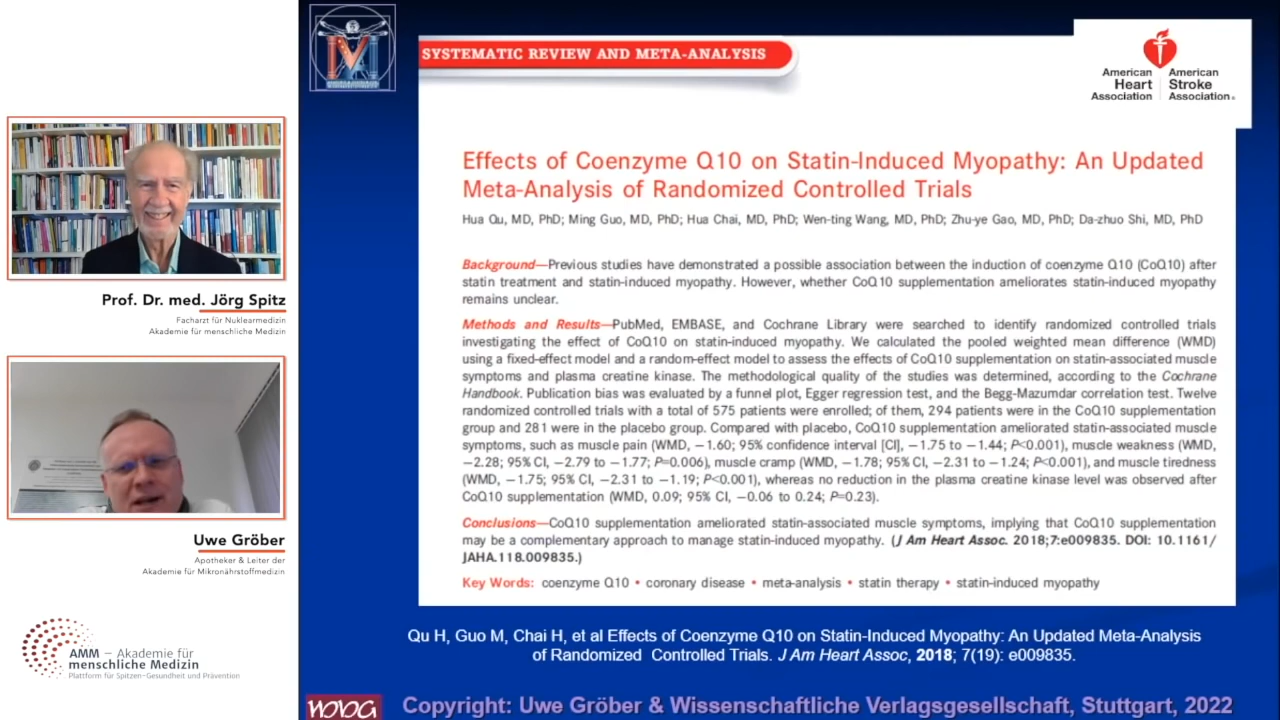 SYSTEMATIC REVIEW AND META-ANALYSIS
American Heart Association
American Stroke Association®
Effects of Coenzyme Q10 on Statin-Induced Myopathy: An Updated
Meta-Analysis of Randomized Controlled Trials
Hua Qu, MD, PhD; Ming Guo, MD, PhD; Hua Chai, MD, PhD; Wen-ting Wang, MD, PhD; Zhu-ye Gao, MD, PhD; Da-zhuo Shi, MD, PhD
Background—Previous studies have demonstrated a possible association between the induction of coenzyme Q10 (CoQ10) after
statin treatment and statin-induced myopathy. However, whether CoQ10 supplementation ameliorates statin-induced myopathy
remains unclear.
Methods and Results—PubMed, EMBASE, and Cochrane Library were searched to identify randomized controlled trials
investigating the effect of CoQ10 on statin-induced myopathy. We calculated the pooled weighted mean difference (WMD)
using a fixed-effect model and a random-effect model to assess the effects of CoQ10 supplementation on statin-associated muscle
symptoms and plasma creatine kinase. The methodological quality of the studies was determined, according to the Cochrane
Handbook. Publication bias was evaluated by a funnel plot, Egger regression test, and the Begg-Mazumdar correlation test. Twelve
randomized controlled trials with a total of 575 patients were enrolled; of them, 294 patients were in the CoQ10 supplementation
group and 281 were in the placebo group. Compared with placebo, CoQ10 supplementation ameliorated statin-associated muscle
symptoms, such as muscle pain (WMD, −1.60; 95% confidence interval [CI], −1.75 to −1.44; P<0.001), muscle weakness (WMD,
−2.28; 95% CI, −2.79 to −1.77; P=0.006), muscle cramp (WMD, −1.78; 95% CI, −2.31 to −1.24; P<0.001), and muscle tiredness
(WMD, −1.75; 95% CI, −2.31 to −1.19; P<0.001), whereas no reduction in the plasma creatine kinase level was observed after
CoQ10 supplementation (WMD, 0.09; 95% CI, −0.06 to 0.24; P=0.23).
Conclusions—CoQ10 supplementation ameliorated statin-associated muscle symptoms, implying that CoQ10 supplementation
may be a complementary approach to manage statin-induced myopathy. (J Am Heart Assoc. 2018;7:e009835. DOI: 10.1161/
JAHA.118.009835.)
Key Words: coenzyme Q10 • coronary disease • meta-analysis • statin therapy • statin-induced myopathy
Qu H, Guo M, Chai H, et al Effects of Coenzyme Q10 on Statin-Induced Myopathy: An Updated Meta-Analysis
of Randomized Controlled Trials. J Am Heart Assoc, 2018; 7(19): e009835.
Copyright: Uwe Gröber & Wissenschaftliche Verlagsgesellschaft, Stuttgart, 2022
Prof. Dr. med. Jörg Spitz
Facharzt für Nuklearmedizin
Akademie für menschliche Medizin
Uwe Gröber
Apotheker & Leiter der
Akademie für Mikronährstoffmedizin
AMM – Akademie für
menschliche Medizin
Plattform für Spitzen-Gesundheit und Prävention